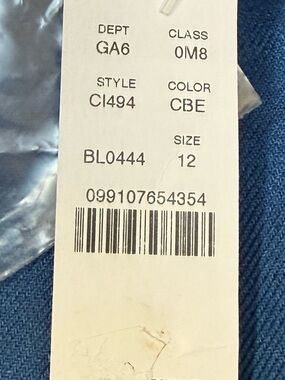 DEPT CLASS
GA6 0M8
STYLE COLOR
CI494 CBE
SIZE
BL0444 12
099107654354